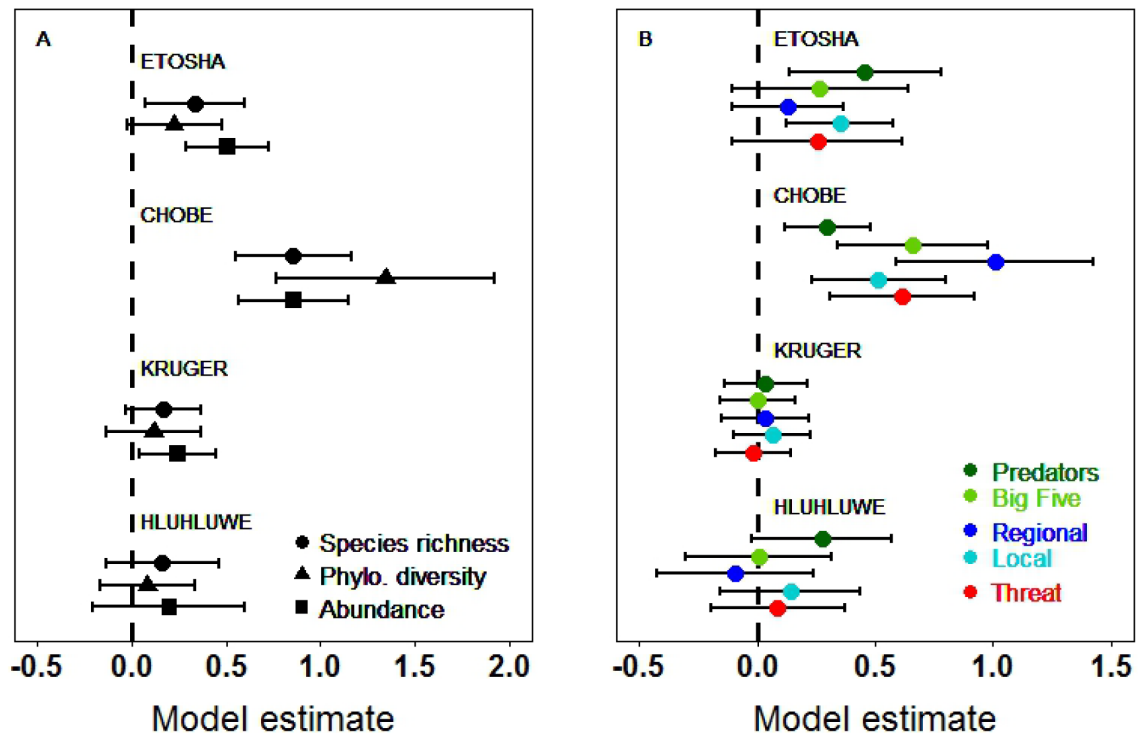 A
ETOSHA
CHOBE
KRUGER
HLUHLUWE
Species richness
Phylo. diversity
Abundance
-0.5 0.0 0.5 1.0 1.5 2.0
Model estimate
B
ETOSHA
CHOBE
KRUGER
HLUHLUWE
Predators
Big Five
Regional
Local
Threat
-0.5 0.0 0.5 1.0 1.5
Model estimate